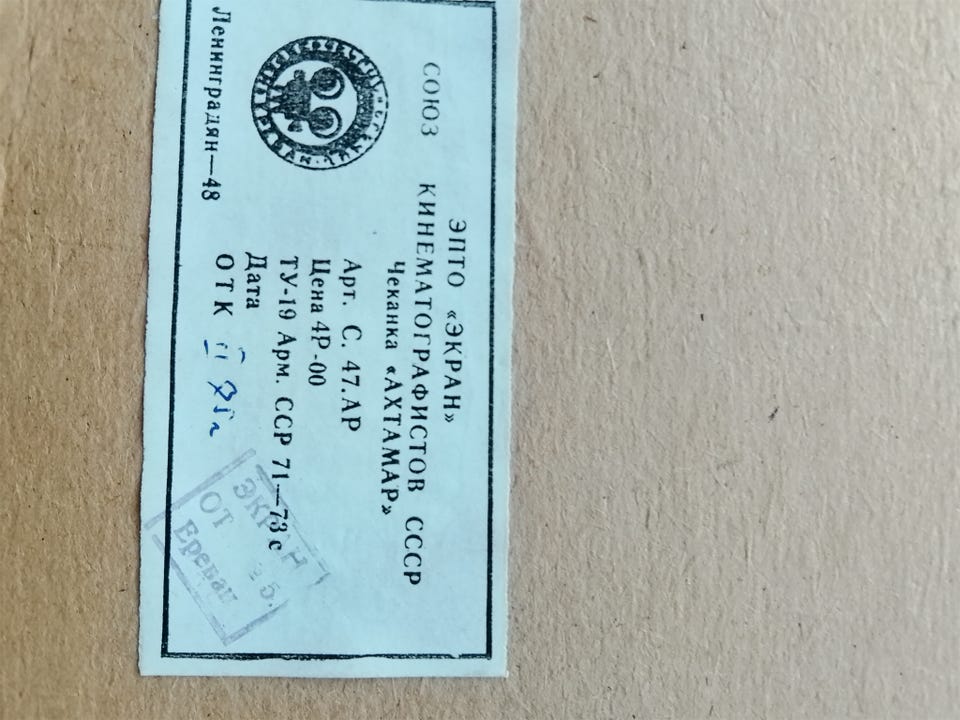 ЭПТО «ЭКРАН»
СОЮЗ КИНЕМАТОГРАФИСТОВ СССР
Чеканка «АХТАМАР»
Арт. С. 47.АР
Цена 4Р-00
ТУ-19 Арм. ССР 71—73 с
Дата
ОТК
Ленинградян—48
ЕРЕВАН
ЭКРАН
ОТ
Ереван